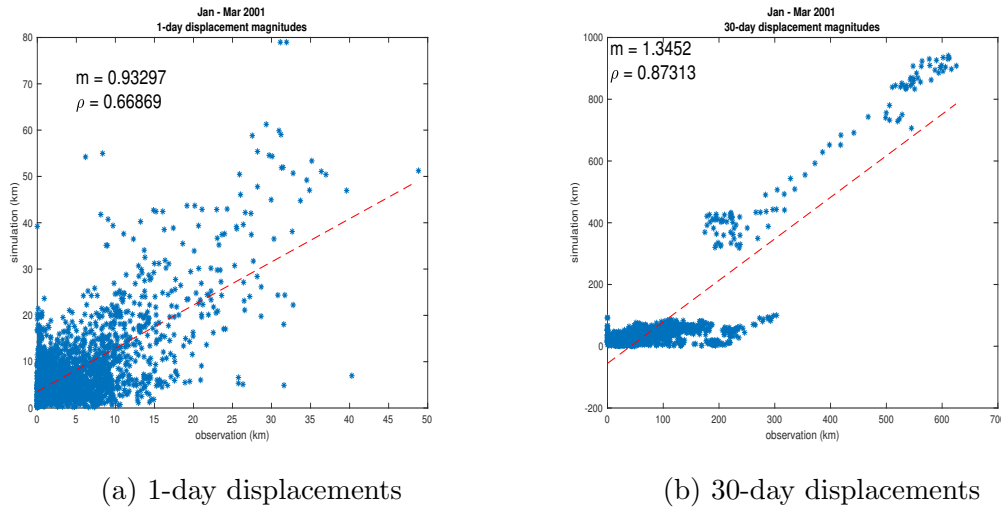 Jan - Mar 2001
1-day displacement magnitudes
80
70
60
50
40
30
20
10
0
m = 0.93297
ρ = 0.66869
simulation (km)
0 5 10 15 20 25 30 35 40 45 50
observation (km)
(a) 1-day displacements
Jan - Mar 2001
30-day displacement magnitudes
1000
800
600
400
200
0
-200
m = 1.3452
ρ = 0.87313
simulation (km)
0 100 200 300 400 500 600 700
observation (km)
(b) 30-day displacements